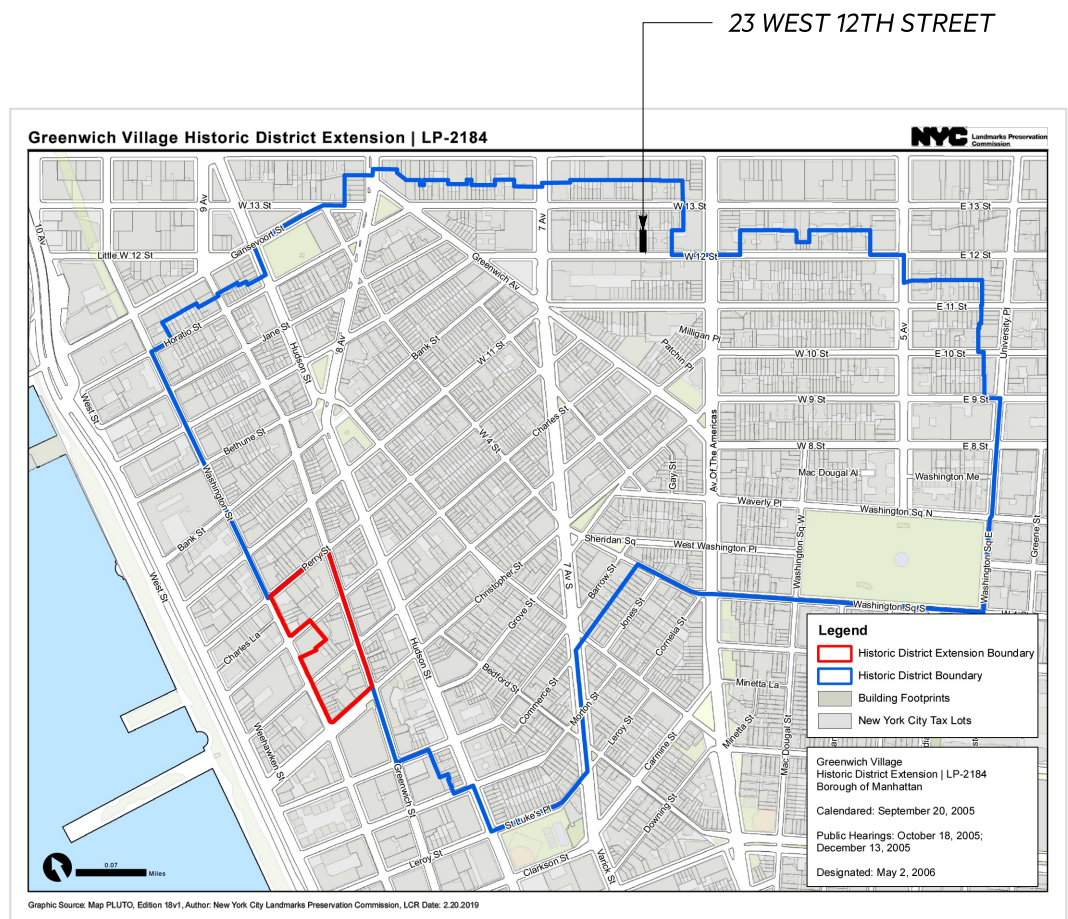 23 WEST 12TH STREET
Greenwich Village Historic District Extension | LP-2184
NYC Landmarks Preservation
Commission
10 Av
9 Av
W 13 St
Gansevoort St
Little W 12 St
7 Av
W 13 St
W 12 St
E 13 St
E 12 St
Greenwich Av
Horatio St
Jane St
8 Av
Hudson St
Bank St
W 11 St
Milligan Pl
Patchin Pl
5 Av
E 11 St
University Pl
W 10 St
E 10 St
W 9 St
E 9 St
West St
Bethune St
W 4 St
Charles St
Gay St
Av Of The Americas
W 8 St
E 8 St
Mac Dougal Al
Washington Me
Washington St
Bank St
Waverly Pl
Washington Sq N
Sheridan Sq
West Washington Pl
Washington Sq W
Washington Sq E
Greene St
West St
Perry St
7 Av S
Barrow St
Christopher St
Grove St
Jones St
Cornelia St
Washington Sq S
Charles La
Hudson St
Bedford St
Commerce St
Morton St
Leroy St
Carmine St
Minetta La
Minetta St
Mac Dougal St
Weehawken St
Greenwich St
St Luke's Pl
Downing St
Leroy St
Clarkson St
Varick St
Legend
Historic District Extension Boundary
Historic District Boundary
Building Footprints
New York City Tax Lots
Greenwich Village
Historic District Extension | LP-2184
Borough of Manhattan
Calendared: September 20, 2005
Public Hearings: October 18, 2005;
December 13, 2005
Designated: May 2, 2006
0.07
Miles
Graphic Source: Map PLUTO, Edition 18v1, Author: New York City Landmarks Preservation Commission, LCR Date: 2.20.2019